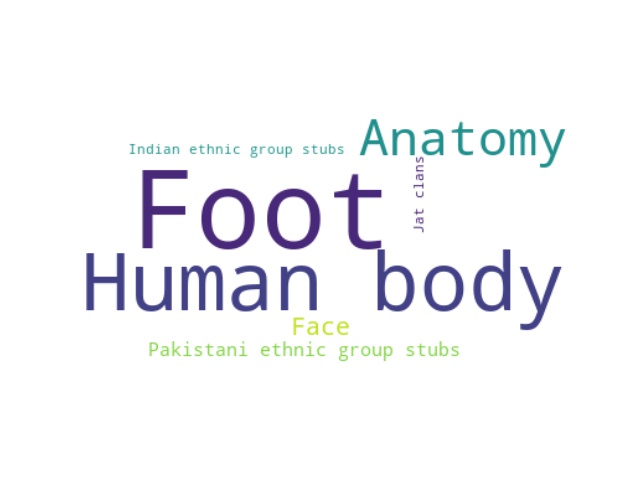 Anatomy
Indian ethnic group stubs
Jat clans
Foot
Human body
Face
Pakistani ethnic group stubs